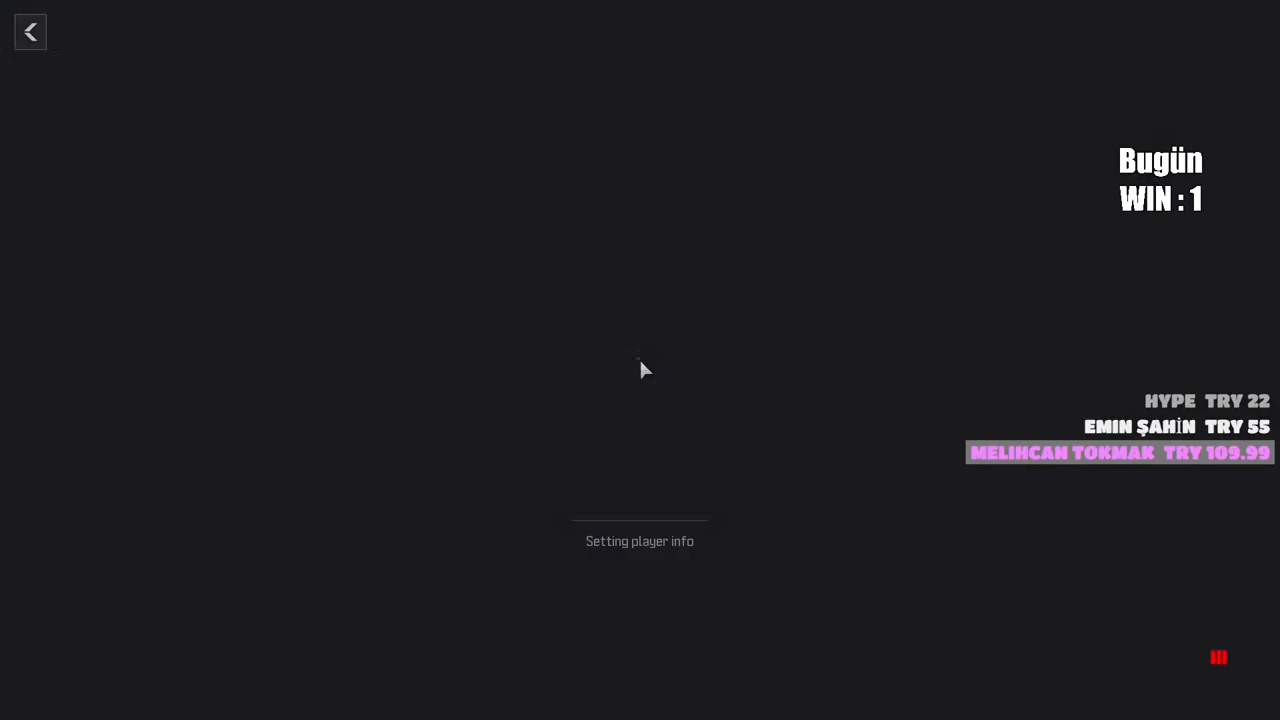 Bugün
WIN : 1
HYPE TRY 22
EMIN ŞAHİN TRY 55
MELIHCAN TOKMAK TRY 109.99
Setting player info